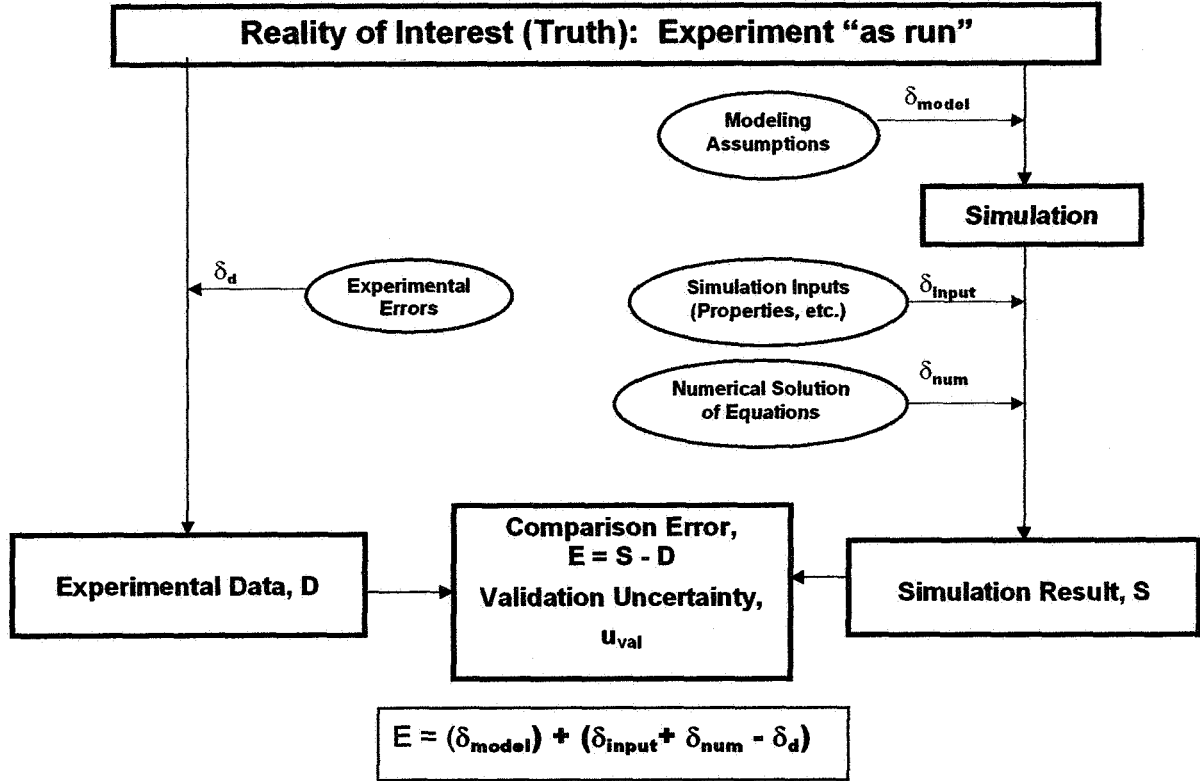 Reality of Interest (Truth): Experiment “as run”
δmodel
Modeling
Assumptions
Simulation
δd
Experimental
Errors
Simulation Inputs
(Properties, etc.)
δinput
Numerical Solution
of Equations
δnum
Experimental Data, D
Comparison Error,
E = S - D
Validation Uncertainty,
uval
Simulation Result, S
E = (δmodel) + (δinput+ δnum - δd)